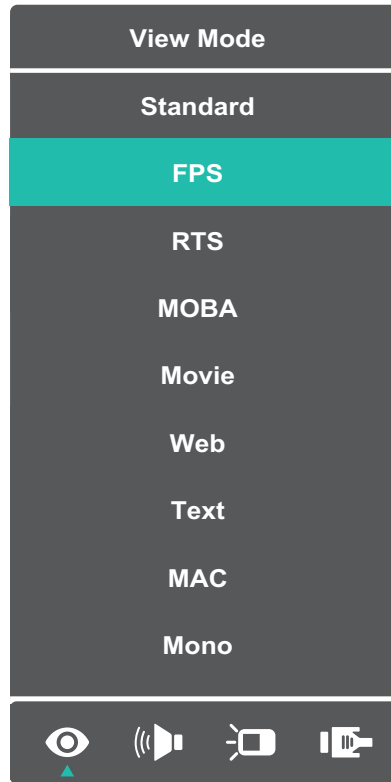 View Mode
Standard
FPS
RTS
MOBA
Movie
Web
Text
MAC
Mono